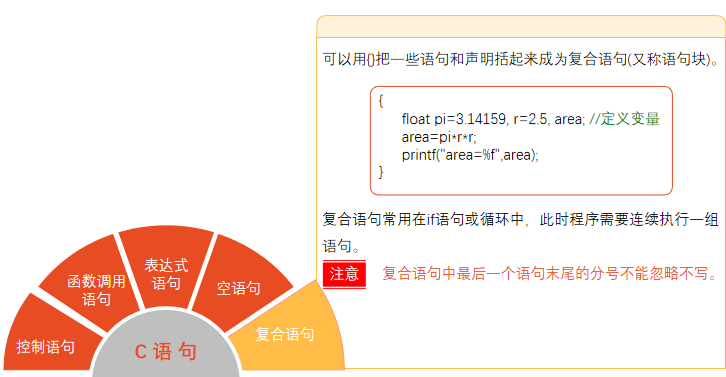 可以用{}把一些语句和声明括起来成为复合语句(又称语句块)。
{
float pi=3.14159, r=2.5, area; //定义变量
area=pi*r*r;
printf("area=%f",area);
}
复合语句常用在if语句或循环中，此时程序需要连续执行一组
语句。
注意 复合语句中最后一个语句末尾的分号不能忽略不写。
控制语句
函数调用
语句
表达式
语句
空语句
复合语句
C 语 句